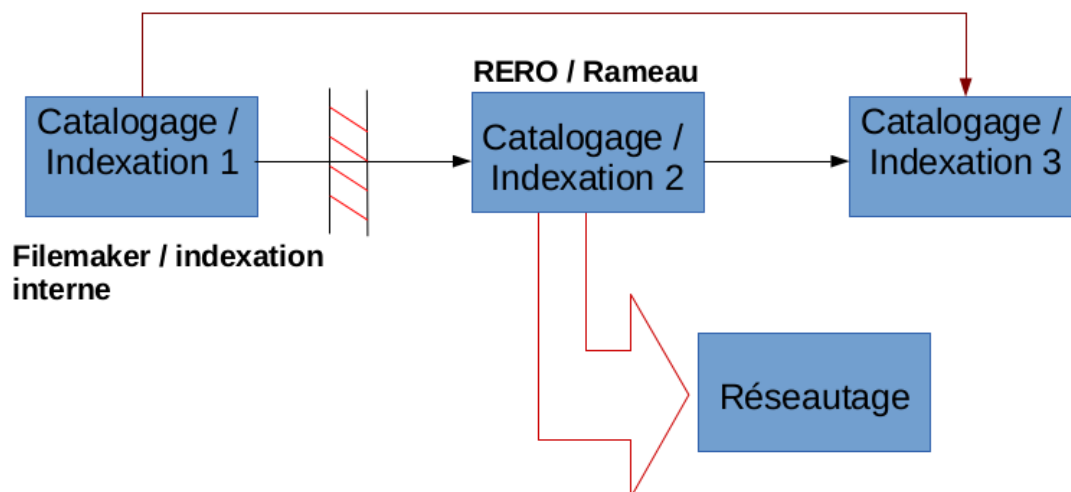 RERO / Rameau
Catalogage /
Indexation 1
Catalogage /
Indexation 2
Catalogage /
Indexation 3
Filemaker / indexation
interne
Réseautage